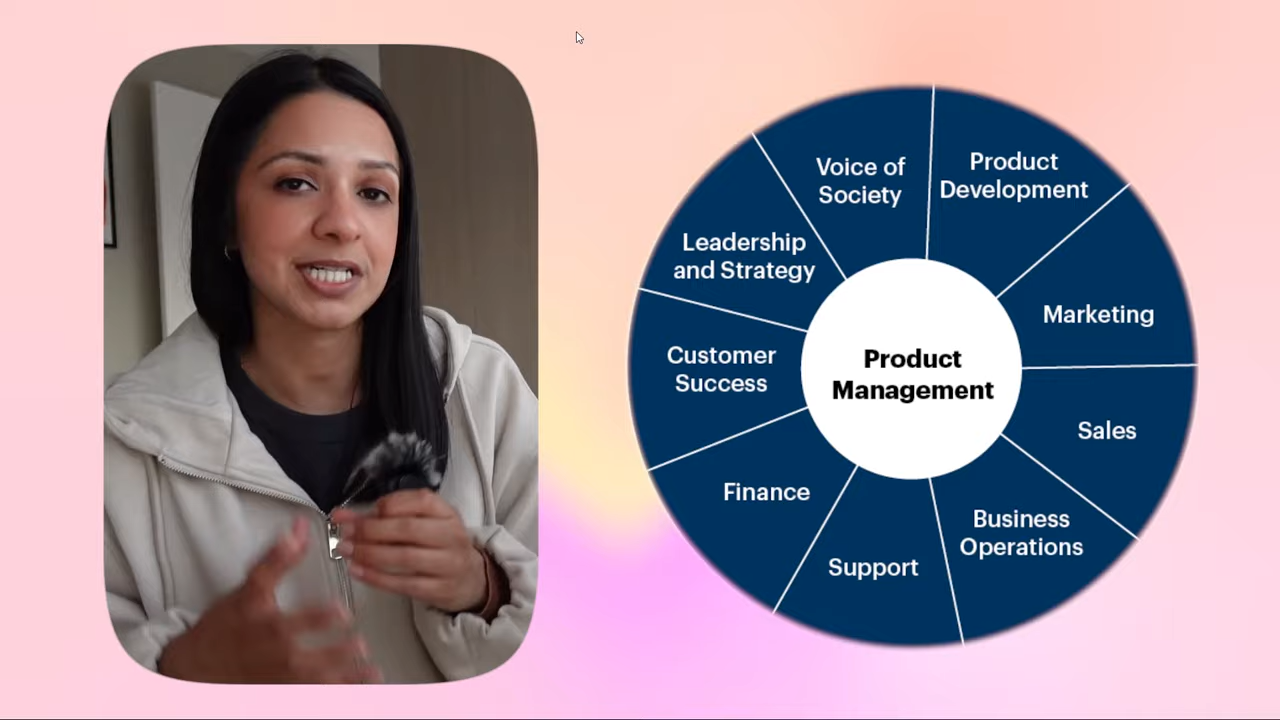 Voice of
Society
Product
Development
Leadership
and Strategy
Marketing
Customer
Success
Product
Management
Sales
Finance
Business
Operations
Support